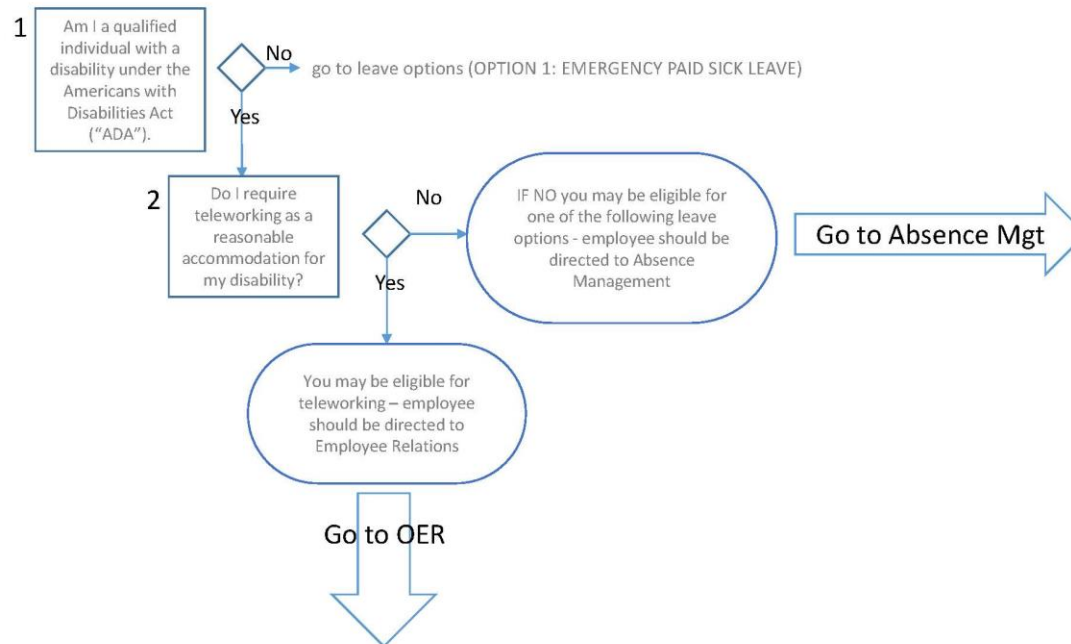 1
Am I a qualified
individual with a
disability under the
Americans with
Disabilities Act
(“ADA”).
No
go to leave options (OPTION 1: EMERGENCY PAID SICK LEAVE)
Yes
2
Do I require
teleworking as a
reasonable
accommodation for
my disability?
No
Yes
IF NO you may be eligible for
one of the following leave
options - employee should be
directed to Absence
Management
Go to Absence Mgt
You may be eligible for
teleworking – employee
should be directed to
Employee Relations
Go to OER